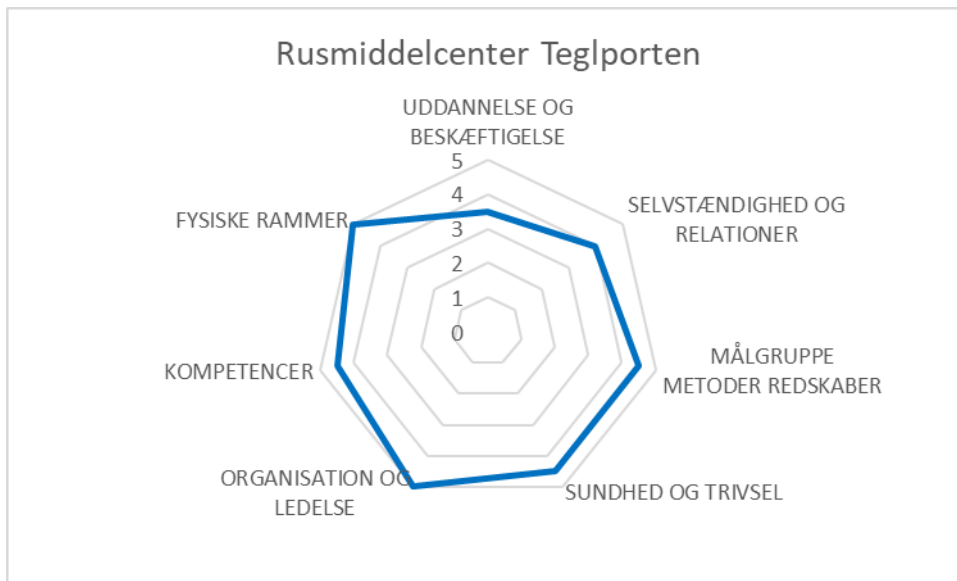 Rusmiddelcenter Teglporten
UDDANNELSE OG
BESKÆFTIGELSE
5
4
3
2
1
0
SELVSTÆNDIGHED OG
RELATIONER
MÅLGRUPPE
METODER REDSKABER
SUNDHED OG TRIVSEL
ORGANISATION OG
LEDELSE
KOMPETENCER
FYSISKE RAMMER